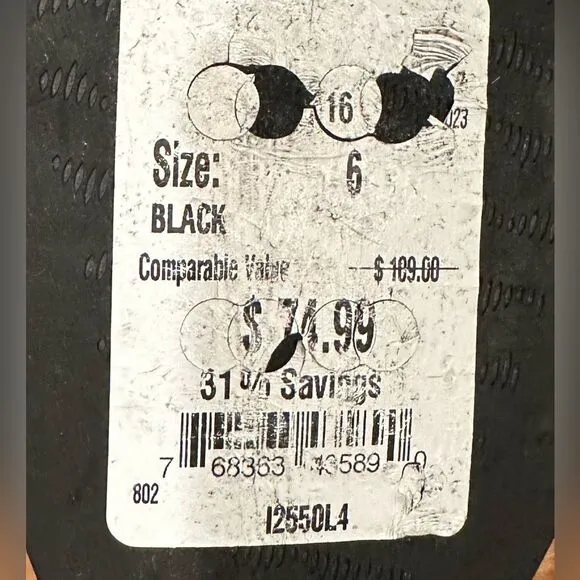 16
023
Size: 6
BLACK
Comparable Value $ 109.00
$ 74.99
31% Savings
7 68363 43589 0
802
I2550L4